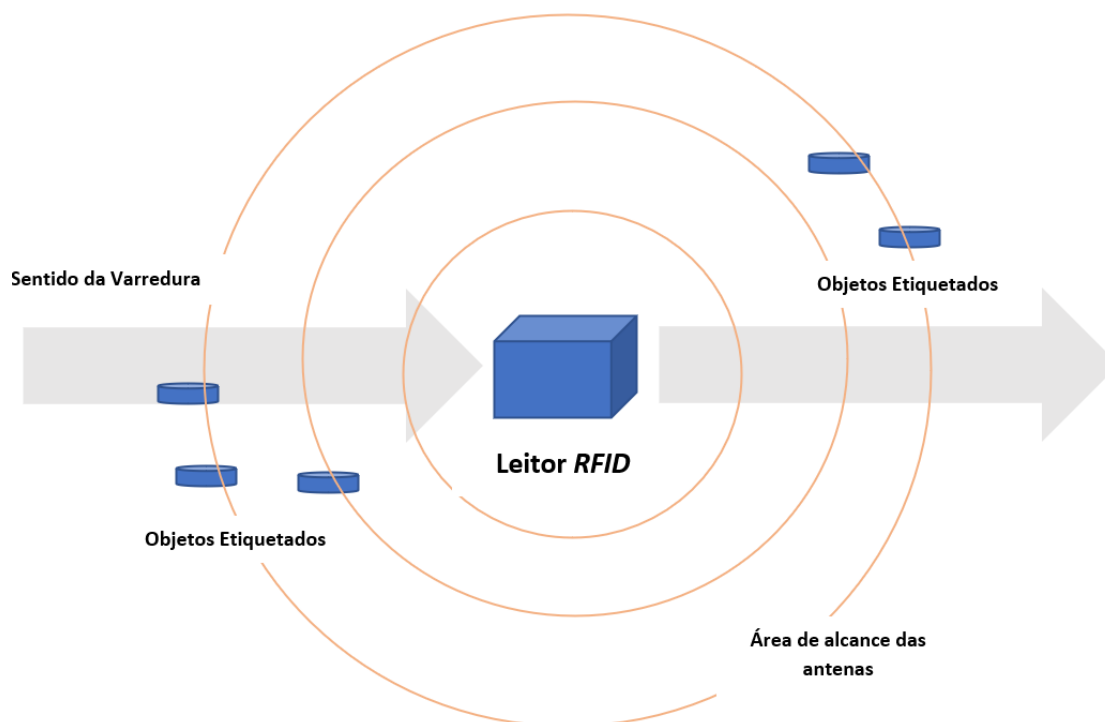 Sentido da Varredura
Objetos Etiquetados
Leitor RFID
Objetos Etiquetados
Área de alcance das
antenas